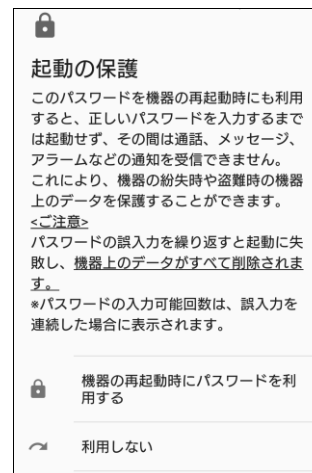 起動の保護
このパスワードを機器の再起動時にも利用
すると、正しいパスワードを入力するまで
は起動せず、その間は通話、メッセージ、
アラームなどの通知を受信できません。
これにより、機器の紛失時や盗難時の機器
上のデータを保護することができます。
<ご注意>
パスワードの誤入力を繰り返すと起動に失
敗し、機器上のデータがすべて削除されま
す。
*パスワードの入力可能回数は、誤入力を
連続した場合に表示されます。
機器の再起動時にパスワードを利
用する
利用しない